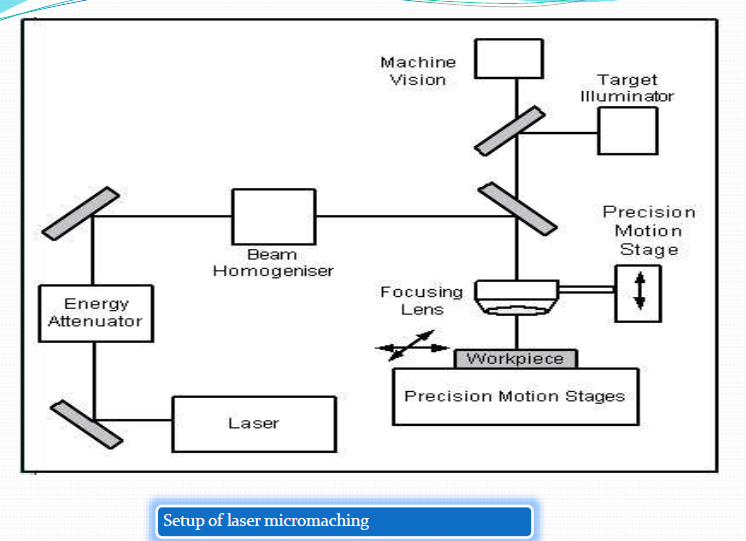 Machine
Vision
Target
Illuminator
Precision
Motion
Stage
Beam
Homogeniser
Energy
Attenuator
Focusing
Lens
Workpiece
Precision Motion Stages
Laser
Setup of laser micromaching